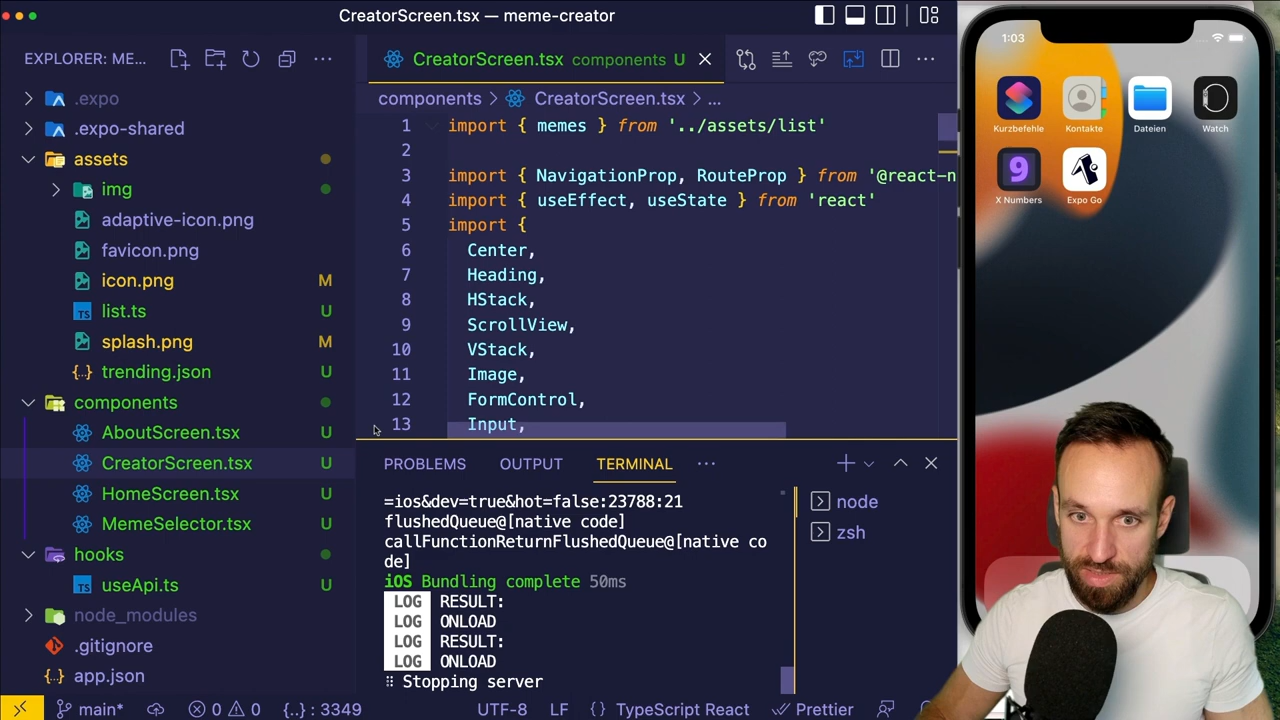 CreatorScreen.tsx — meme-creator
EXPLORER: ME...
.expo
.expo-shared
assets
img
adaptive-icon.png
favicon.png
icon.png M
list.ts U
splash.png M
trending.json U
components
AboutScreen.tsx U
CreatorScreen.tsx U
HomeScreen.tsx U
MemeSelector.tsx U
hooks
useApi.ts U
node_modules
.gitignore
app.json
CreatorScreen.tsx components U
components > CreatorScreen.tsx > ...
1 import { memes } from '../assets/list'
2
3 import { NavigationProp, RouteProp } from '@react-n
4 import { useEffect, useState } from 'react'
5 import {
6 Center,
7 Heading,
8 HStack,
9 ScrollView,
10 VStack,
11 Image,
12 FormControl,
13 Input,
PROBLEMS OUTPUT TERMINAL ...
=ios&dev=true&hot=false:23788:21
flushedQueue@[native code]
callFunctionReturnFlushedQueue@[native co
de]
iOS Bundling complete 50ms
LOG RESULT:
LOG ONLOAD
LOG RESULT:
LOG ONLOAD
⠿ Stopping server
node
zsh
main* 0 0 {..} : 3349 UTF-8 LF {} TypeScript React Prettier
1:03
Kurzbefehle Kontakte Dateien Watch
9
X Numbers Expo Go